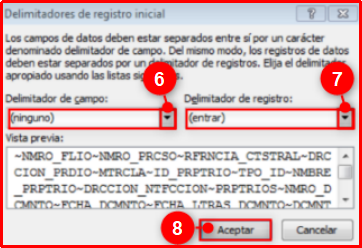 Delimitadores de registro inicial
Los campos de datos deben estar separados entre sí por un carácter
denominado delimitador de campo. Del mismo modo, los registros de datos
deben estar separados por un delimitador de registros. Elija el delimitador
apropiado usando las listas
6
7
Delimitador de campo: Delimitador de registro:
(ninguno) (entrar)
Vista previa:
~NMRO_FLIO~NMRO_PRCSO~RFRNCIA_CTSTRAL~DRC
CION_PRDIO~MTRCLA~ID_PRPTRIO~TPO_ID~NMBRE
_PRPTRIO~DRCCION_NTFCCION~PRPTRIOS~NMRO_D
CMNTO~FCHA_DCMNTO~FCHA_LTRAS_DCMNTO~DCMNT
8 Aceptar Cancelar